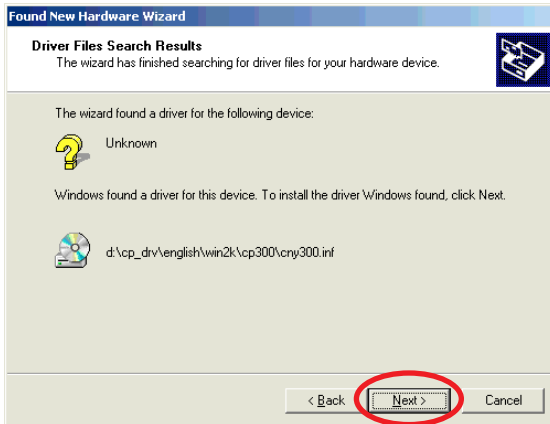 Found New Hardware Wizard
Driver Files Search Results
The wizard has finished searching for driver files for your hardware device.
The wizard found a driver for the following device:
Unknown
Windows found a driver for this device. To install the driver Windows found, click Next.
d:\cp_drv\english\win2k\cp300\cny300.inf
< Back
Next >
Cancel